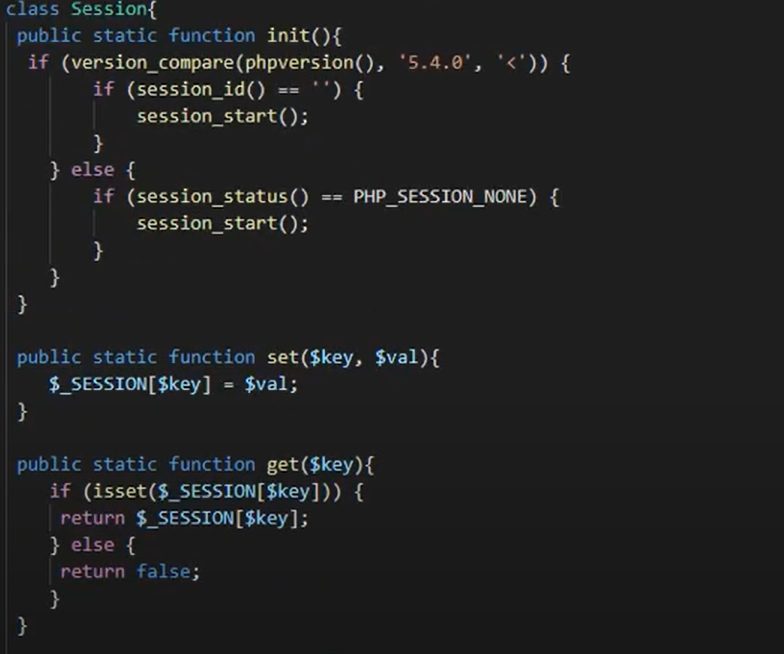 class Session{
public static function init(){
if (version_compare(phpversion(), '5.4.0', '<')) {
if (session_id() == '') {
session_start();
}
} else {
if (session_status() == PHP_SESSION_NONE) {
session_start();
}
}
}
public static function set($key, $val){
$_SESSION[$key] = $val;
}
public static function get($key){
if (isset($_SESSION[$key])) {
return $_SESSION[$key];
} else {
return false;
}
}